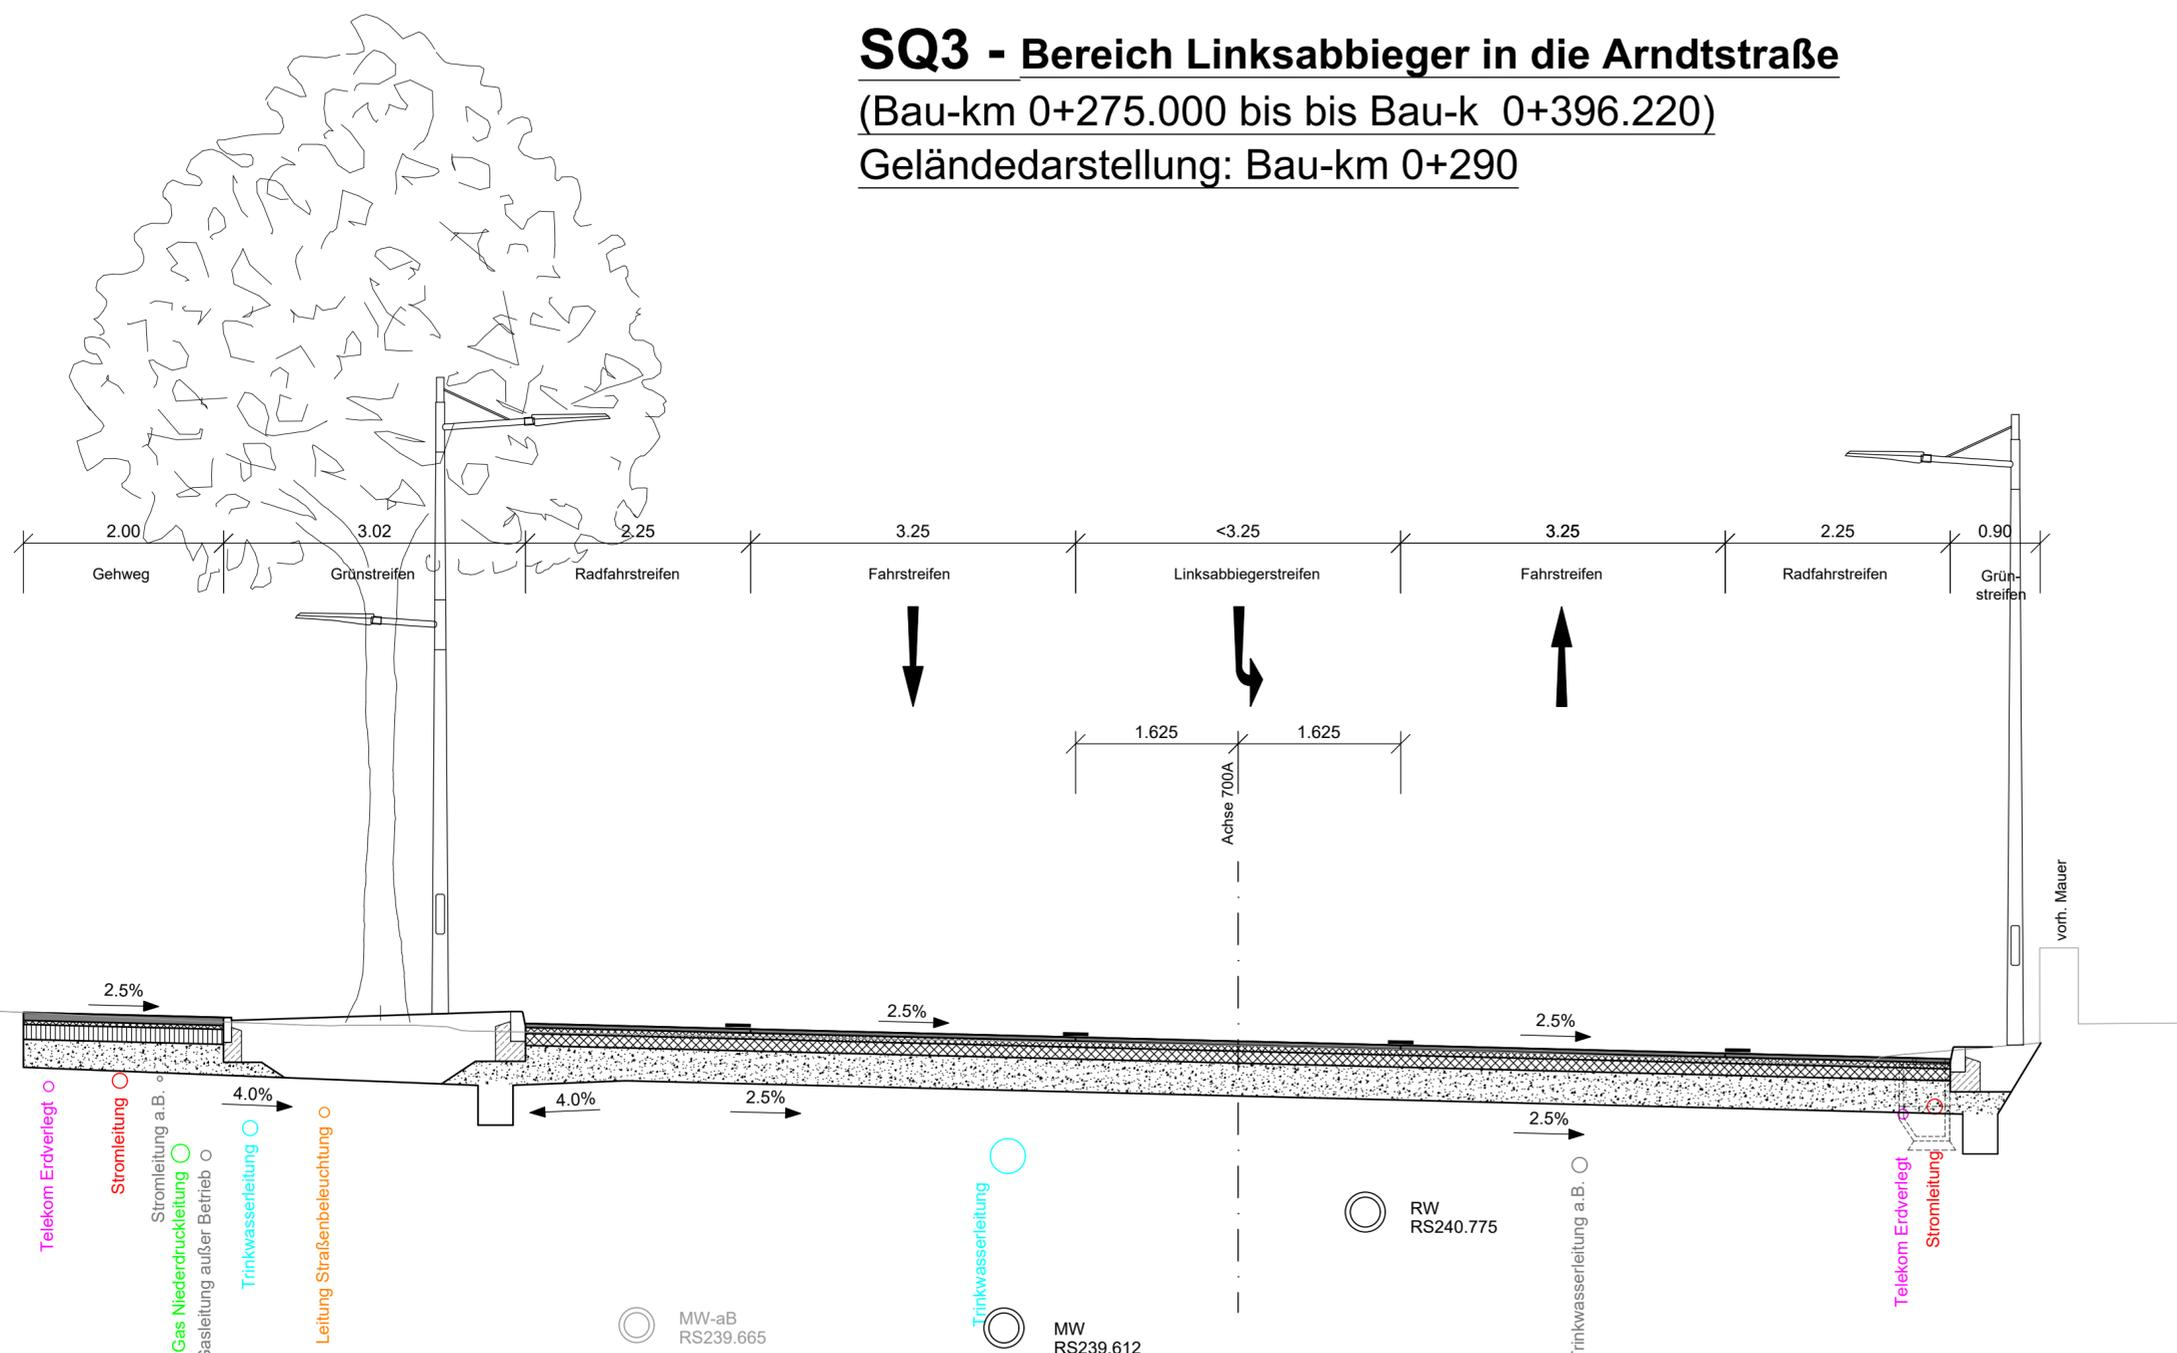 SQ3 - Bereich Linksabbieger in die Arndtstraße
(Bau-km 0+275.000 bis bis Bau-k 0+396.220)
Geländedarstellung: Bau-km 0+290
2.00
3.02
2.25
3.25
<3.25
3.25
2.25
0.90
Gehweg
Grünstreifen
Radfahrstreifen
Fahrstreifen
Linksabbiegerstreifen
Fahrstreifen
Radfahrstreifen
Grün-
streifen
1.625
1.625
Achse 700A
vorh. Mauer
2.5%
2.5%
2.5%
4.0%
4.0%
2.5%
2.5%
Telekom Erdverlegt
Stromleitung
Stromleitung a.B.
Gas Niederdruckleitung
Gasleitung außer Betrieb
Trinkwasserleitung
Leitung Straßenbeleuchtung
MW-aB
RS239.665
Trinkwasserleitung
MW
RS239.612
RW
RS240.775
Trinkwasserleitung a.B.
Telekom Erdverlegt
Stromleitung